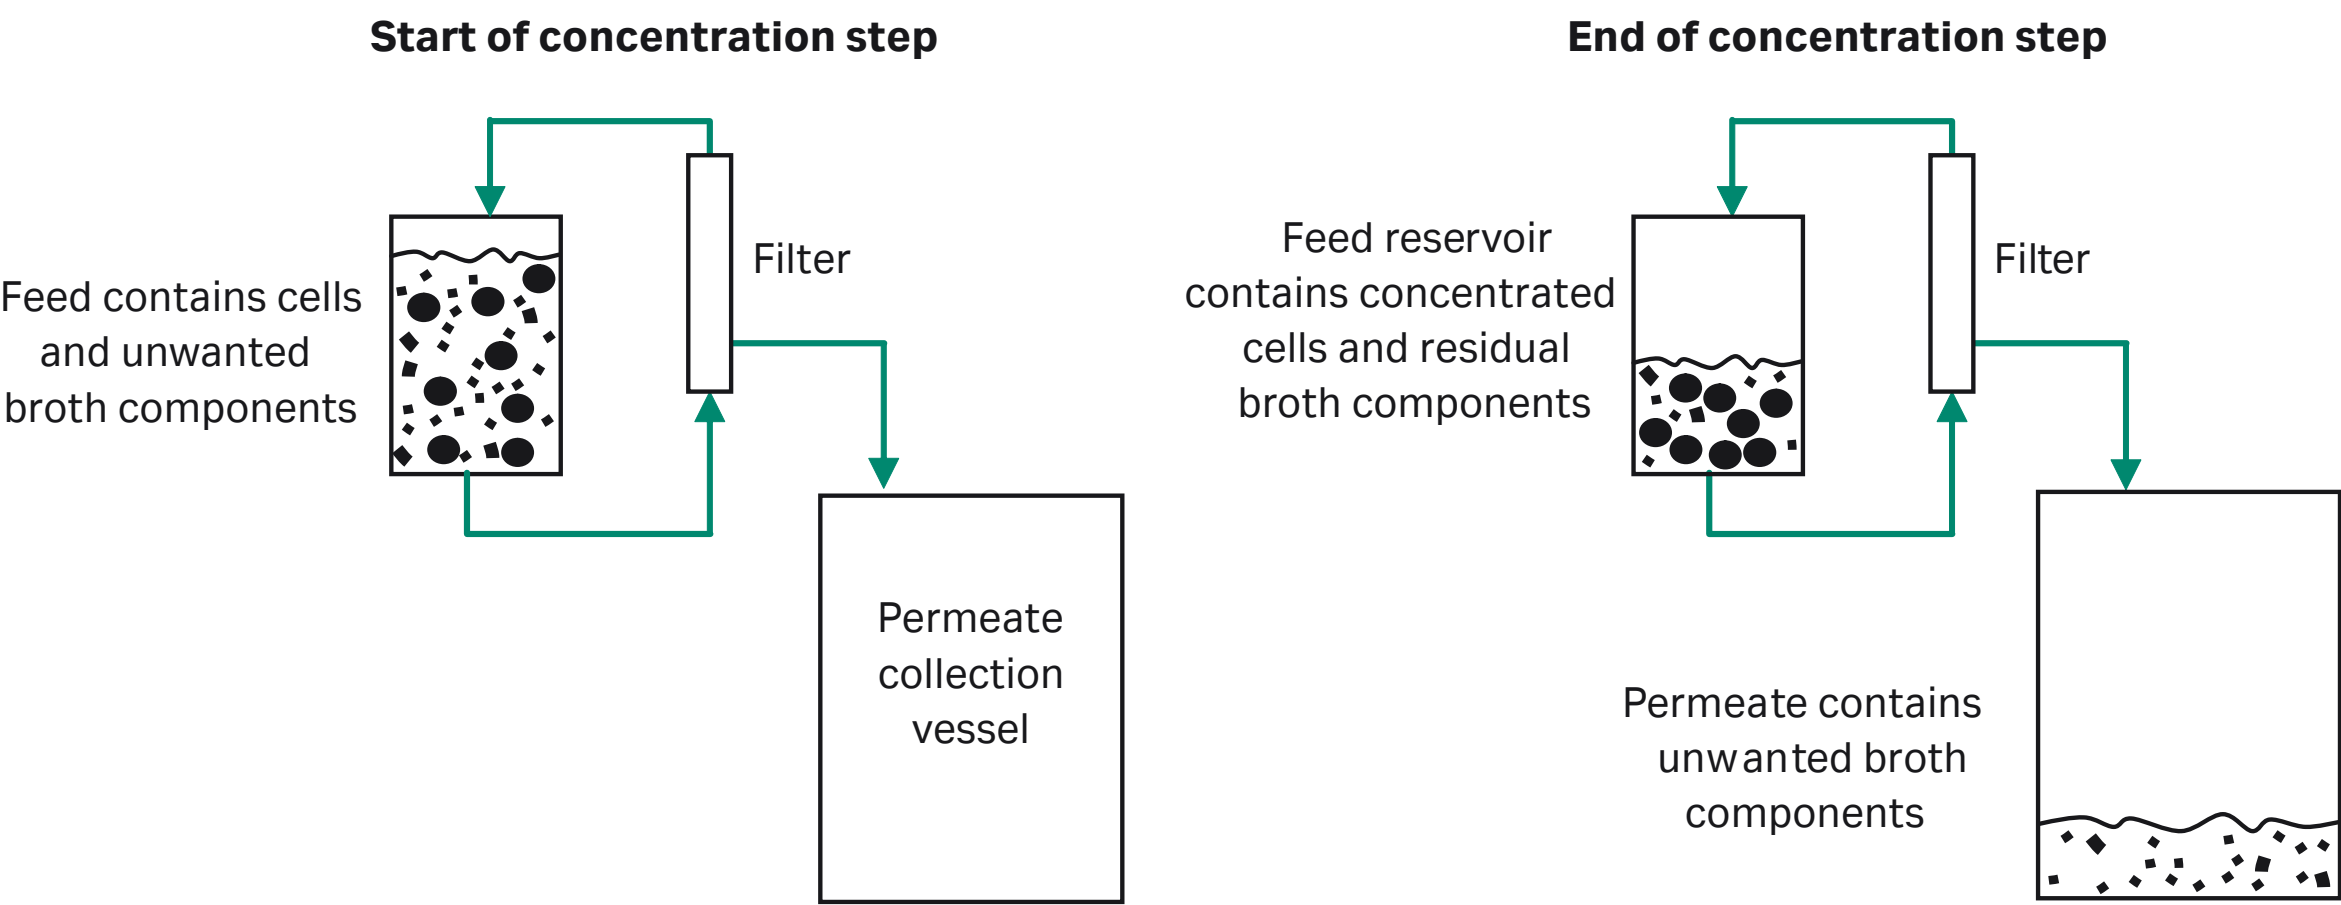 Start of concentration step
Feed contains cells
and unwanted
broth components
Filter
Permeate
collection
vessel
End of concentration step
Feed reservoir
contains concentrated
cells and residual
broth components
Filter
Permeate contains
unwanted broth
components